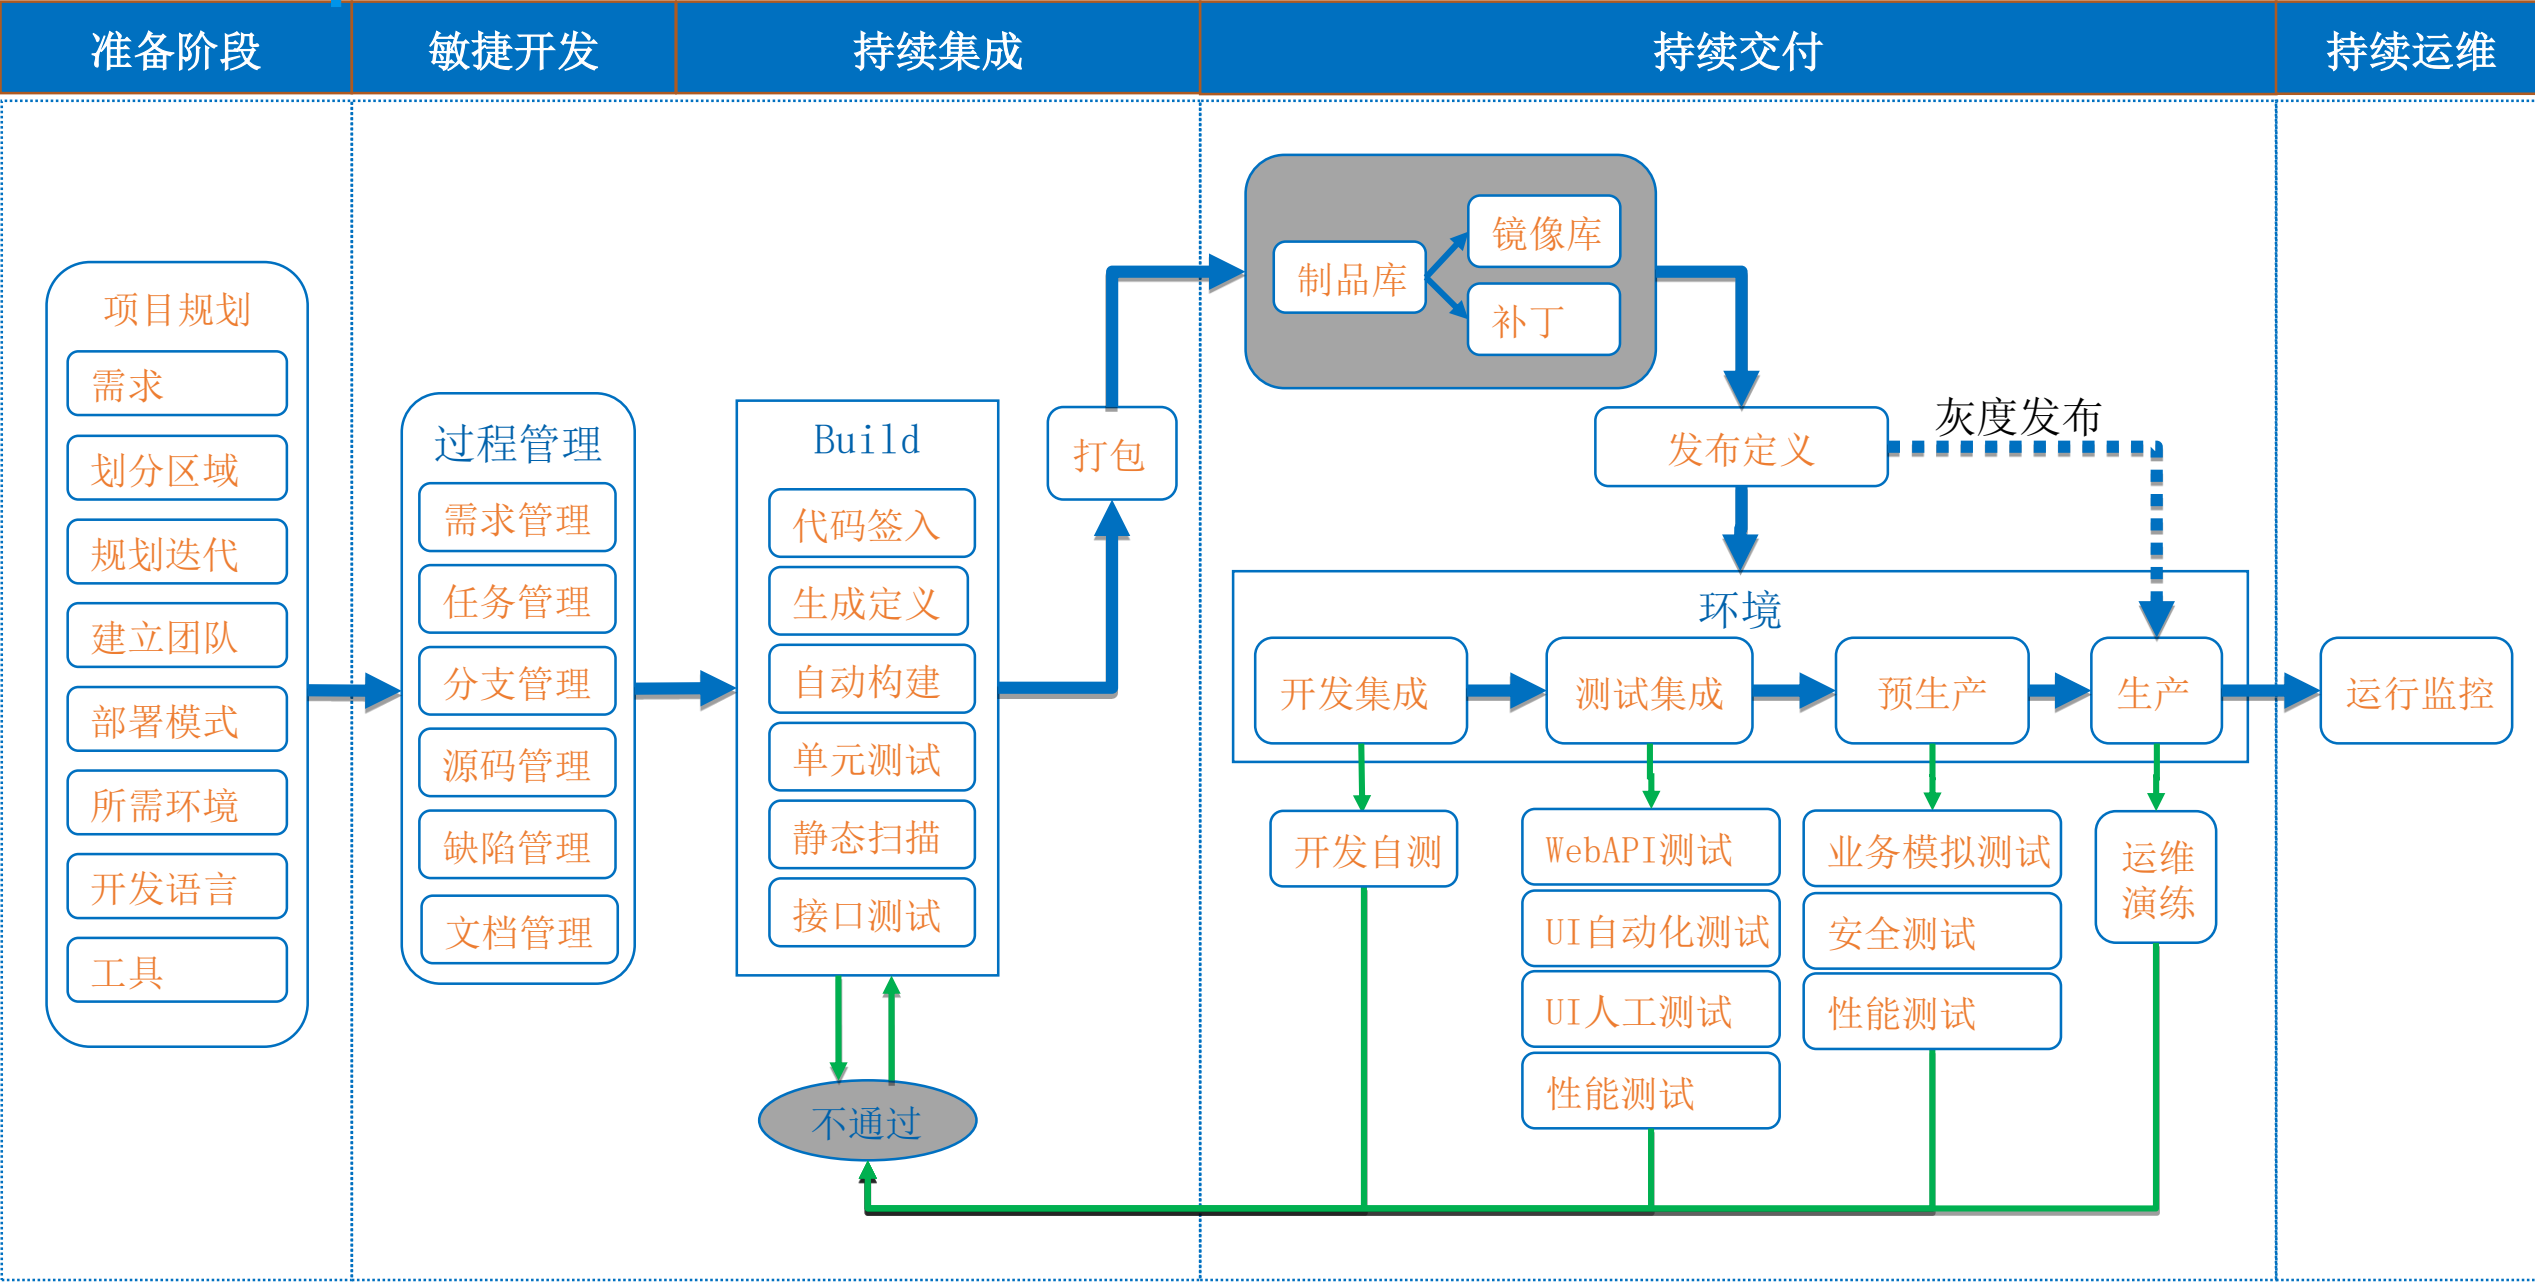 准备阶段
敏捷开发
持续集成
持续交付
持续运维
项目规划
需求
划分区域
规划迭代
建立团队
部署模式
所需环境
开发语言
工具
过程管理
需求管理
任务管理
分支管理
源码管理
缺陷管理
文档管理
Build
代码签入
生成定义
自动构建
单元测试
静态扫描
接口测试
不通过
打包
制品库
镜像库
补丁
发布定义
灰度发布
环境
开发集成
测试集成
预生产
生产
开发自测
WebAPI测试
UI自动化测试
UI人工测试
性能测试
业务模拟测试
安全测试
性能测试
运维
演练
运行监控